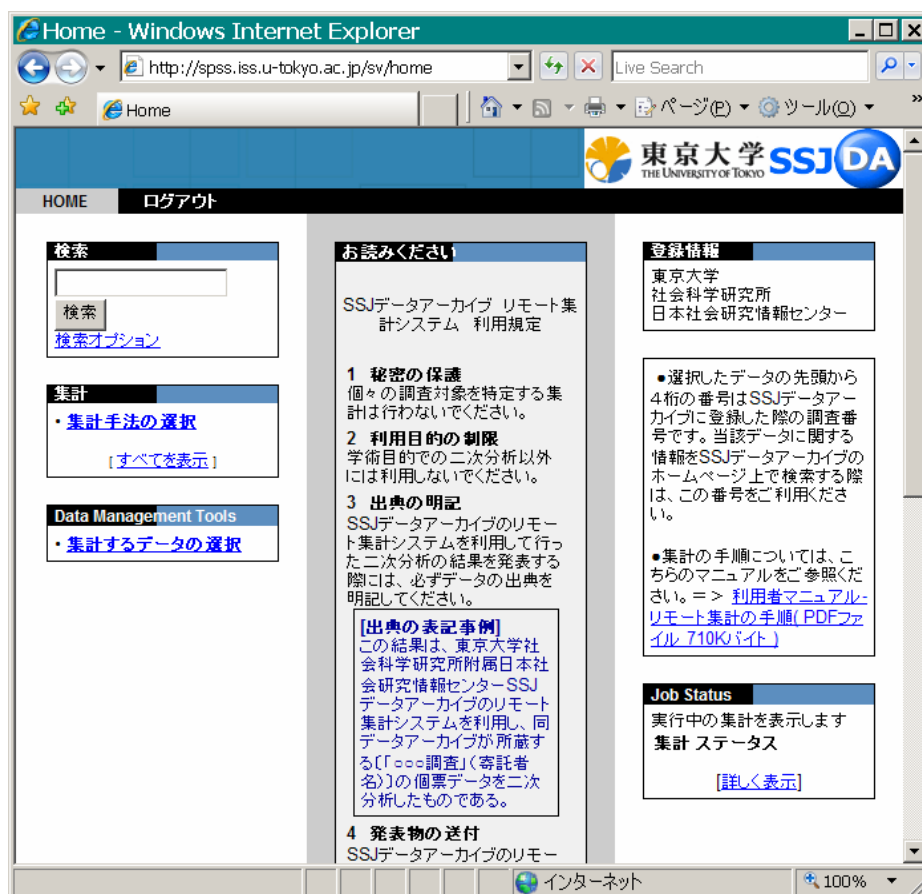 Home - Windows Internet Explorer
http://spss.iss.u-tokyo.ac.jp/sv/home
Live Search
Home
ページ(P)
ツール(O)
»
東京大学
THE UNIVERSITY OF TOKYO
SSJDA
HOME
ログアウト
検索
検索
検索オプション
集計
・集計手法の選択
[すべてを表示]
Data Management Tools
・集計するデータの選択
お読みください
SSJデータアーカイブ リモート集
計システム 利用規定
1 秘密の保護
個々の調査対象を特定する集
計は行わないでください。
2 利用目的の制限
学術目的での二次分析以外
には利用しないでください。
3 出典の明記
SSJデータアーカイブのリモー
ト集計システムを利用して行っ
た二次分析の結果を発表する
際には、必ずデータの出典を
明記してください。
[出典の表記事例]
この結果は、東京大学社
会科学研究所附属日本社
会研究情報センターSSJ
データアーカイブのリモート
集計システムを利用し、同
データアーカイブが所蔵す
る[「○○○調査」(寄託者
名)]の個票データを二次
分析したものである。
4 発表物の送付
SSJデータアーカイブのリモー
登録情報
東京大学
社会科学研究所
日本社会研究情報センター
●選択したデータの先頭から
4桁の番号はSSJデータアー
カイブに登録した際の調査番
号です。当該データに関する
情報をSSJデータアーカイブの
ホームページ上で検索する際
は、この番号をご利用くださ
い。
●集計の手順については、こ
ちらのマニュアルをご参照くだ
さい。=> 利用者マニュアル-
リモート集計の手順( PDFファ
イル 710Kバイト )
Job Status
実行中の集計を表示します
集計 ステータス
[詳しく表示]
インターネット
100%